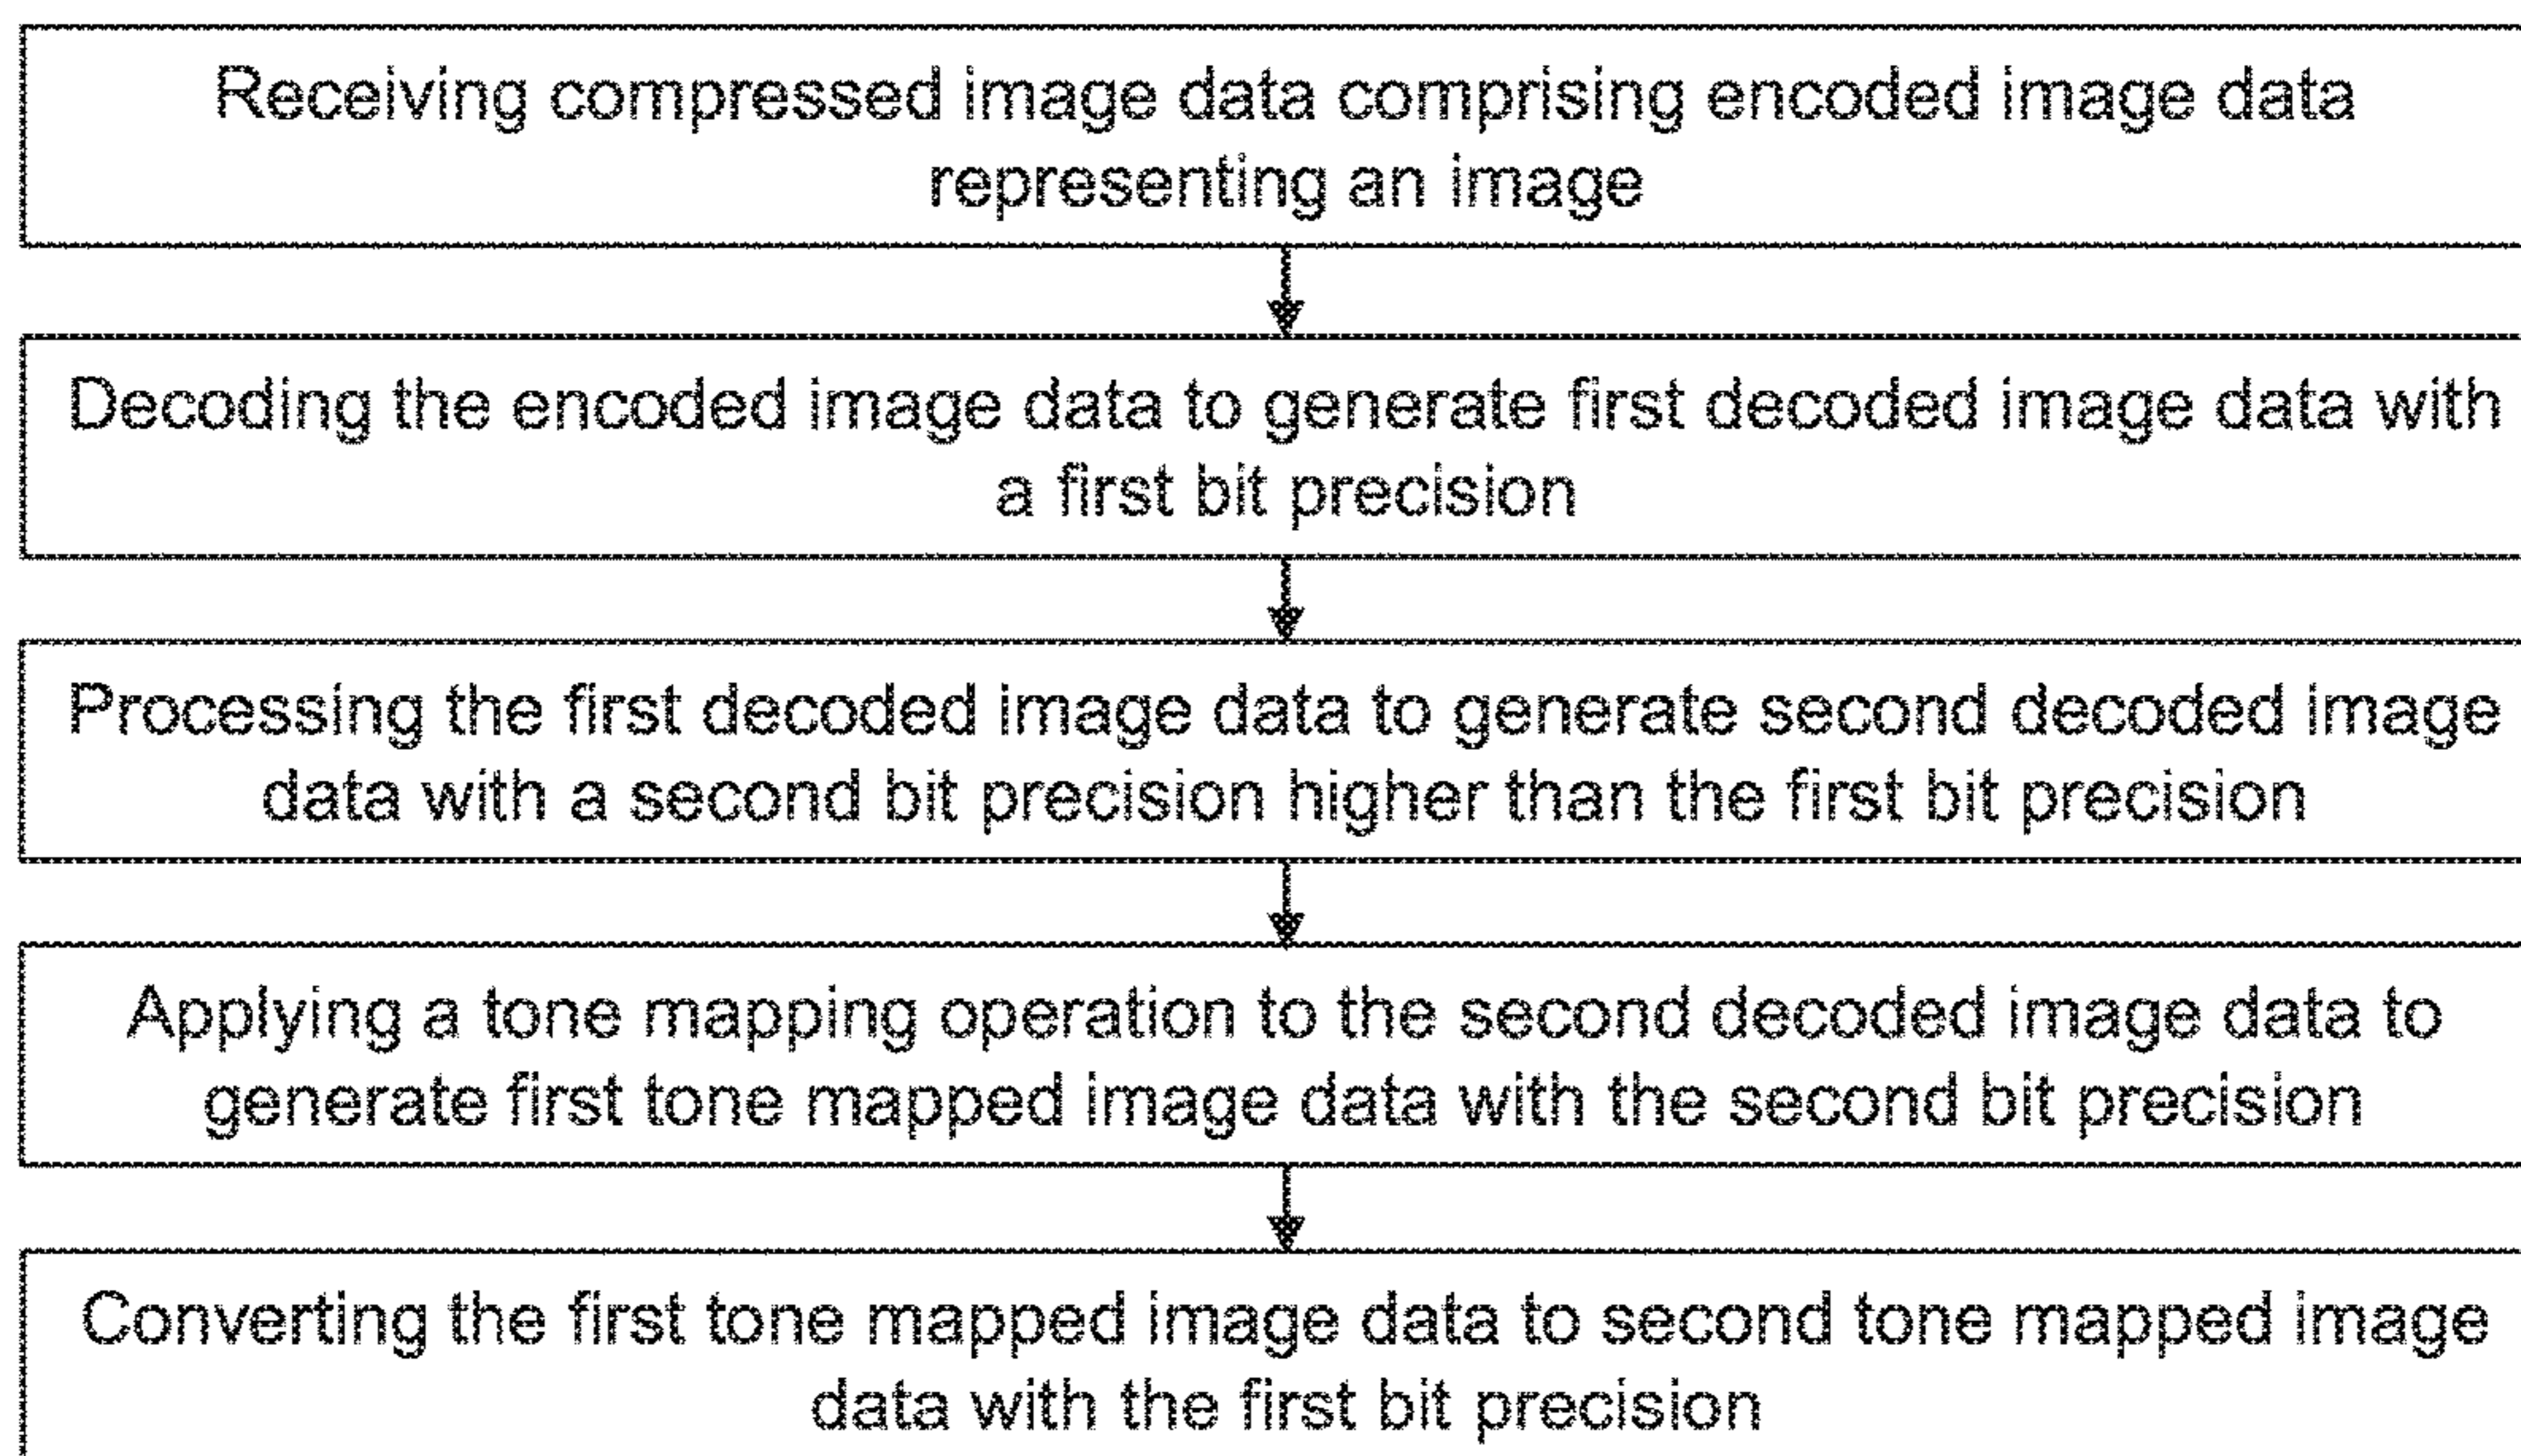 Receiving compressed image data comprising encoded image data
representing an image
Decoding the encoded image data to generate first decoded image data with
a first bit precision
Processing the first decoded image data to generate second decoded image
data with a second bit precision higher than the first bit precision
Applying a tone mapping operation to the second decoded image data to
generate first tone mapped image data with the second bit precision
Converting the first tone mapped image data to second tone mapped image
data with the first bit precision